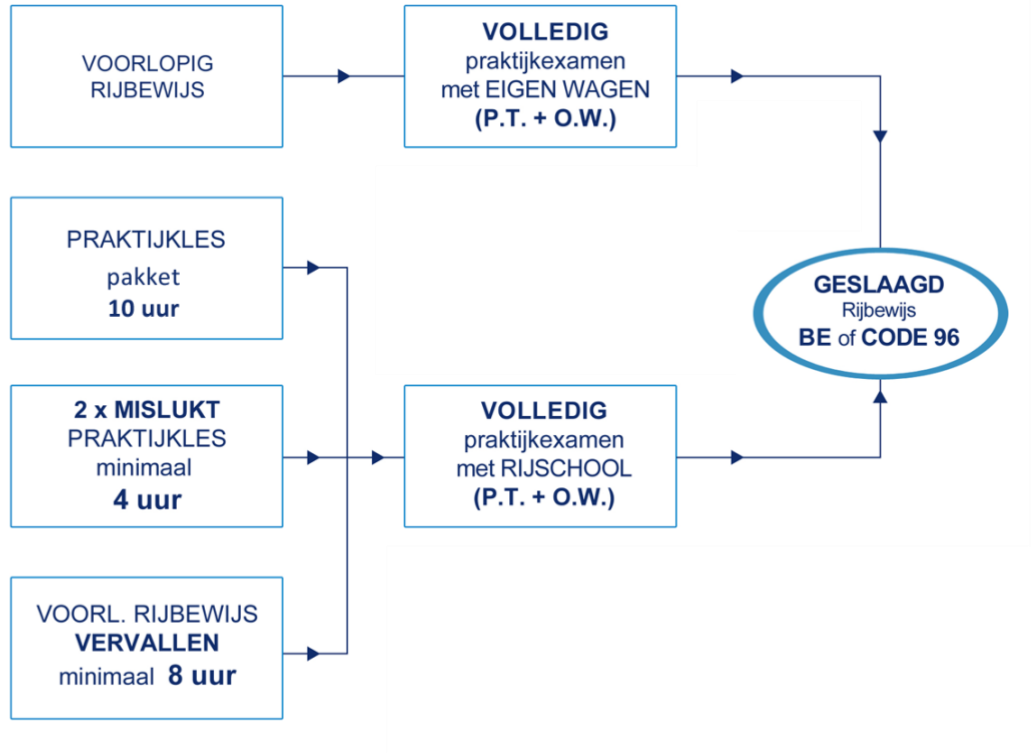 VOORLOPIG
RIJBEWIJS
VOLLEDIG
praktijkexamen
met EIGEN WAGEN
(P.T. + O.W.)
PRAKTIJKLES
pakket
10 uur
GESLAAGD
Rijbewijs
BE of CODE 96
2 x MISLUKT
PRAKTIJKLES
minimaal
4 uur
VOLLEDIG
praktijkexamen
met RIJSCHOOL
(P.T. + O.W.)
VOORL. RIJBEWIJS
VERVALLEN
minimaal 8 uur